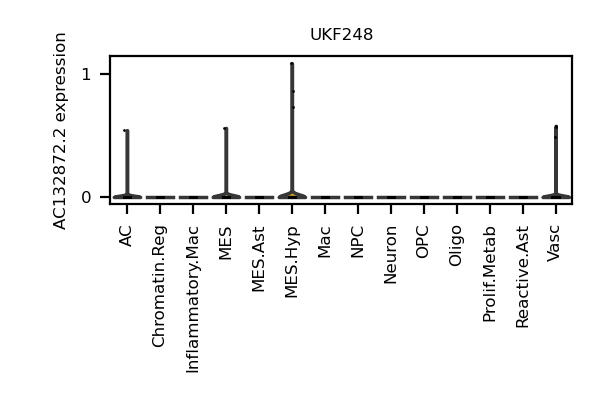 UKF248
AC132872.2 expression
1
0
AC
Chromatin.Reg
Inflammatory.Mac
MES
MES.Ast
MES.Hyp
Mac
NPC
Neuron
OPC
Oligo
Prolif.Metab
Reactive.Ast
Vasc